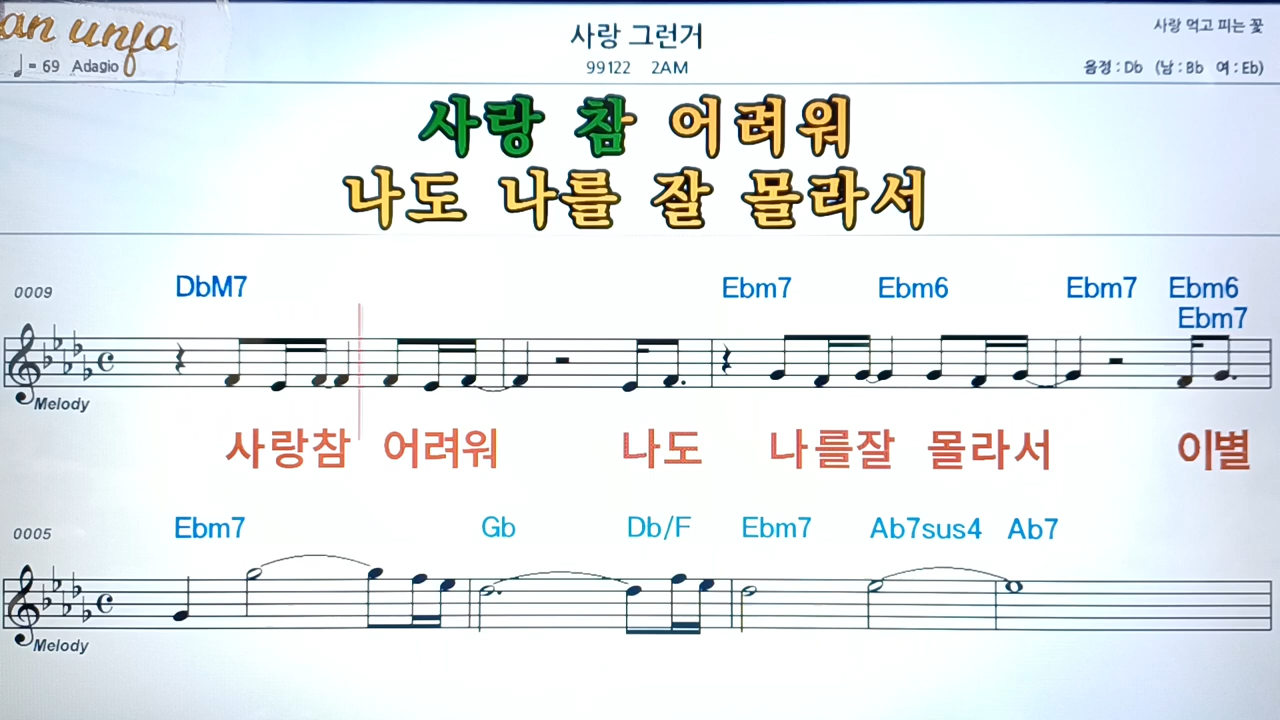 an unfa
사랑 그런거
사랑 먹고 피는 꽃
♩ = 69 Adagio
99122 2AM
음정 : Db (남 : Bb 여 : Eb)
사랑 참 어려워
나도 나를 잘 몰라서
0009 DbM7 Ebm7 Ebm6 Ebm7 Ebm6
Ebm7
Melody
사랑참 어려워 나도 나를잘 몰라서 이별
0005 Ebm7 Gb Db/F Ebm7 Ab7sus4 Ab7
Melody